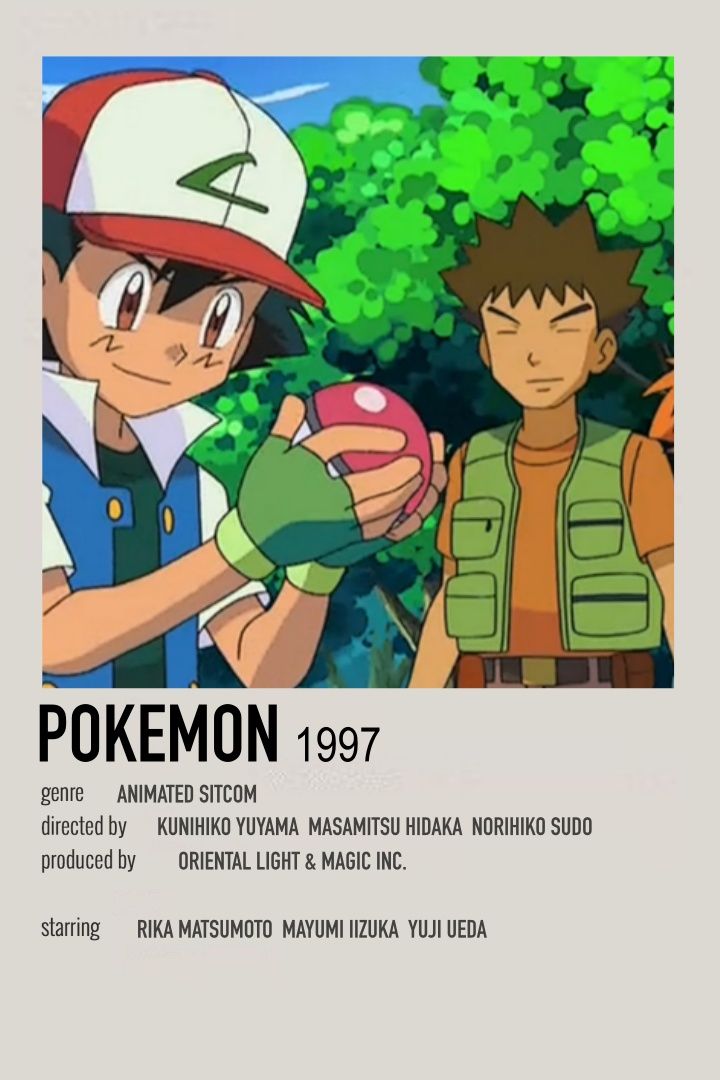 POKEMON 1997
genre ANIMATED SITCOM
directed by KUNIHIKO YUYAMA MASAMITSU HIDAKA NORIHIKO SUDO
produced by ORIENTAL LIGHT & MAGIC INC.
starring RIKA MATSUMOTO MAYUMI IIZUKA YUJI UEDA